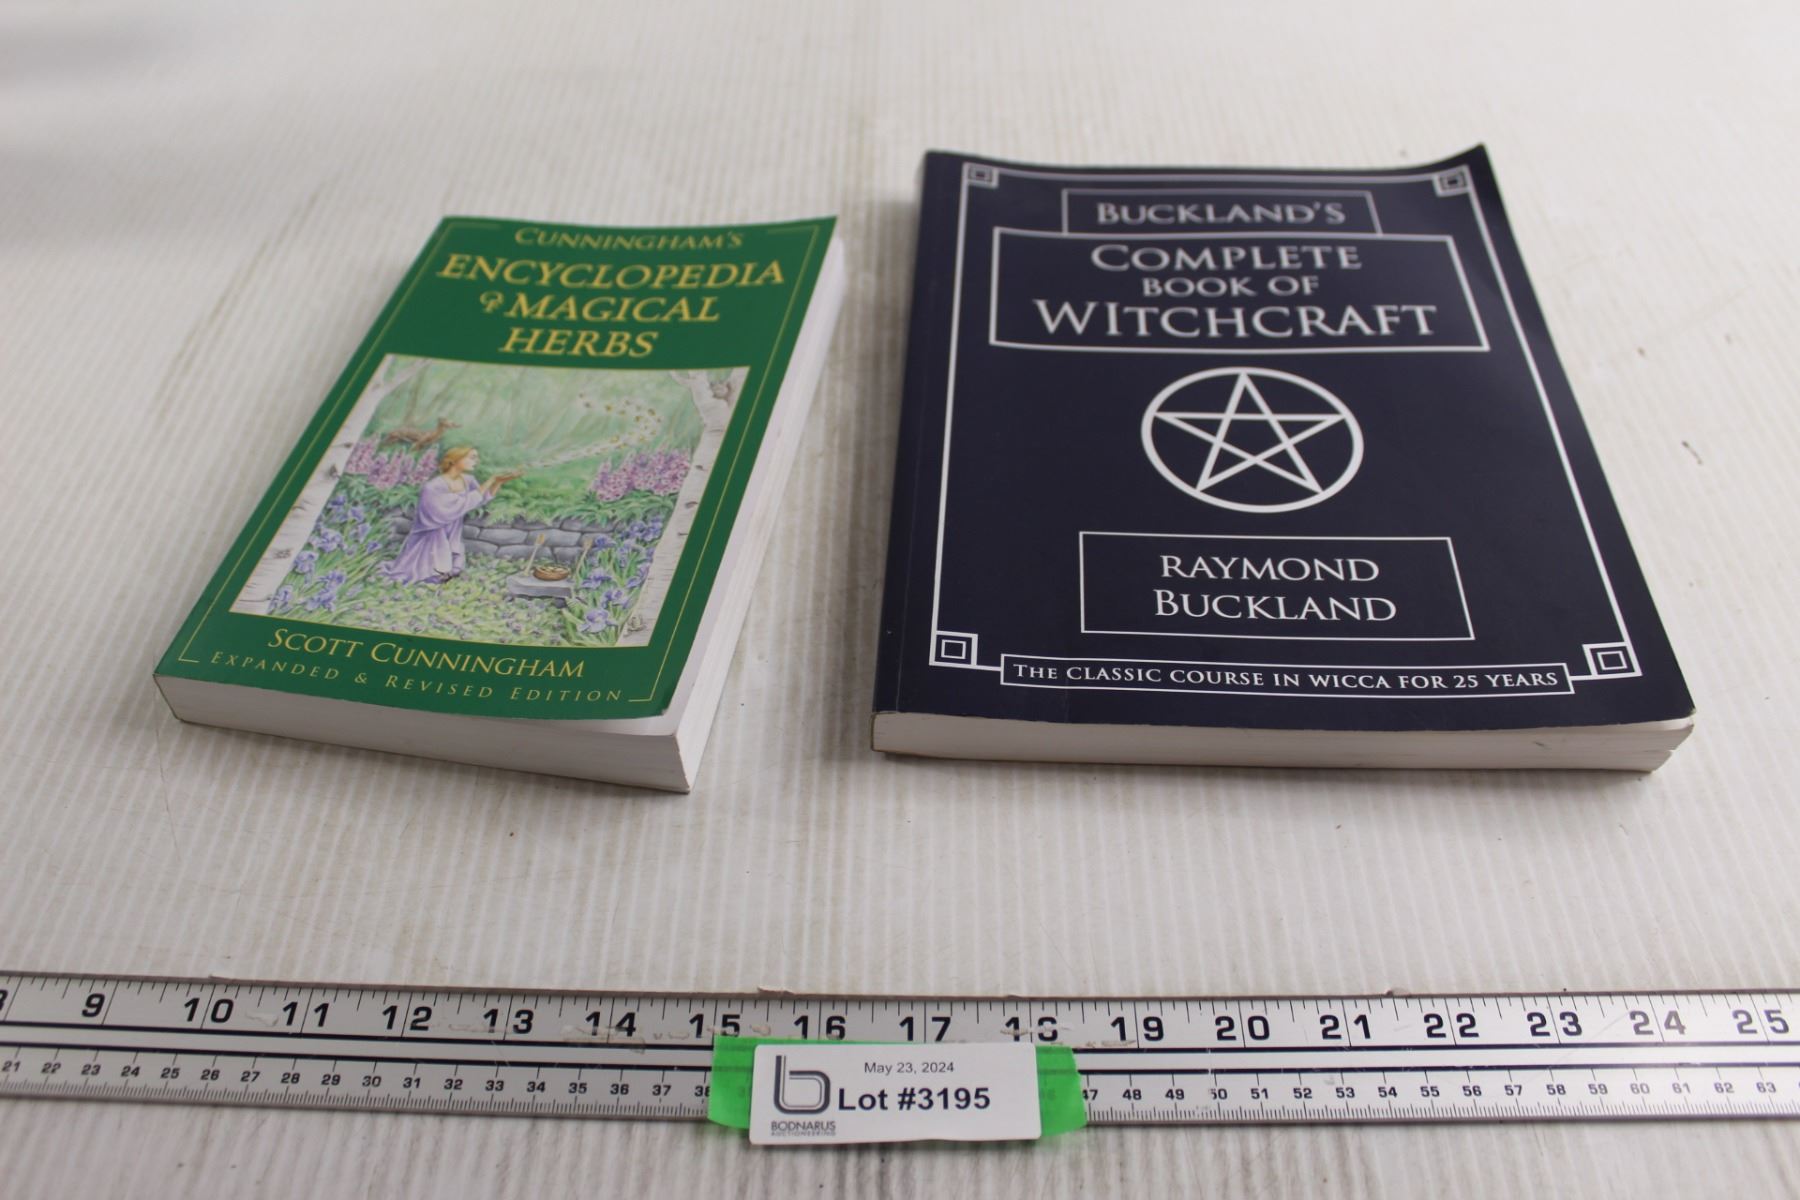 CUNNINGHAM'S
ENCYCLOPEDIA
of MAGICAL
HERBS
SCOTT CUNNINGHAM
EXPANDED & REVISED EDITION
BUCKLAND'S
COMPLETE
BOOK OF
WITCHCRAFT
RAYMOND
BUCKLAND
THE CLASSIC COURSE IN WICCA FOR 25 YEARS
9 10 11 12 13 14 15 16 17 18 19 20 21 22 23 24 25
21 22 23 24 25 26 27 28 29 30 31 32 33 34 35 36 37 47 48 49 50 51 52 53 54 55 56 57 58 59 60 61 62 63
May 23, 2024
Lot #3195
BODNARUS
AUCTIONEERING